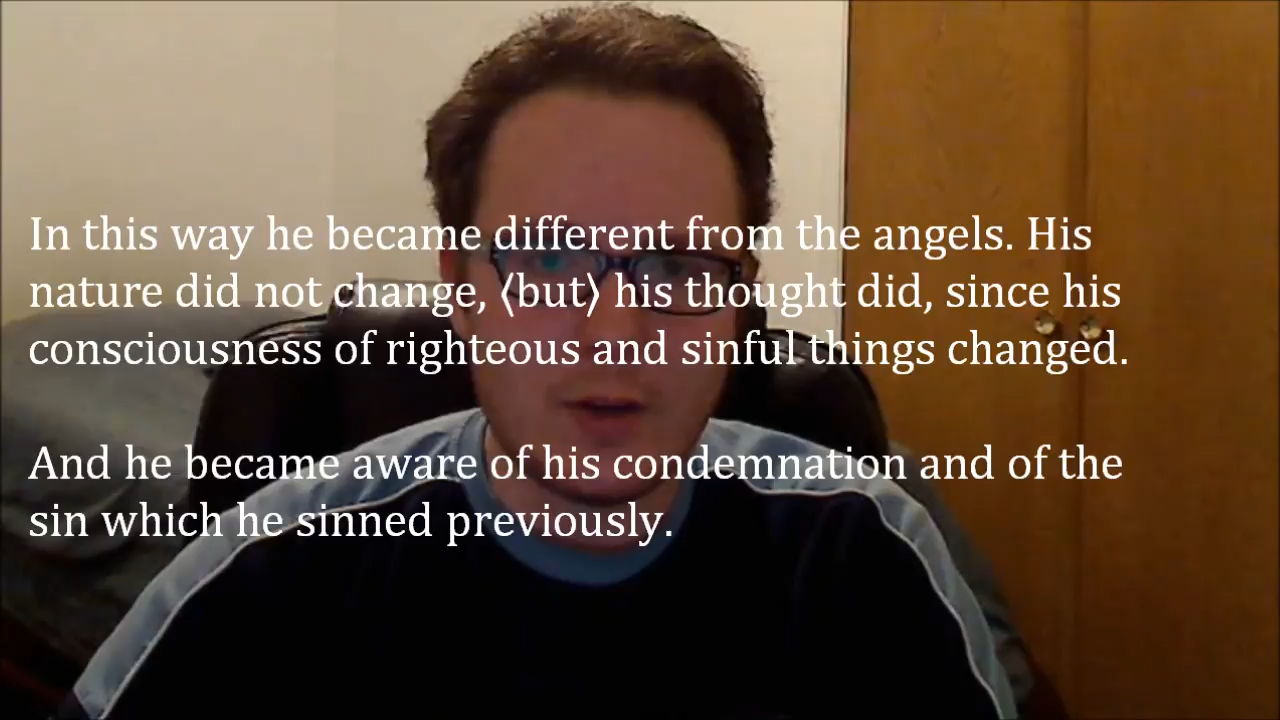 In this way he became different from the angels. His
nature did not change, ⟨but⟩ his thought did, since his
consciousness of righteous and sinful things changed.
And he became aware of his condemnation and of the
sin which he sinned previously.